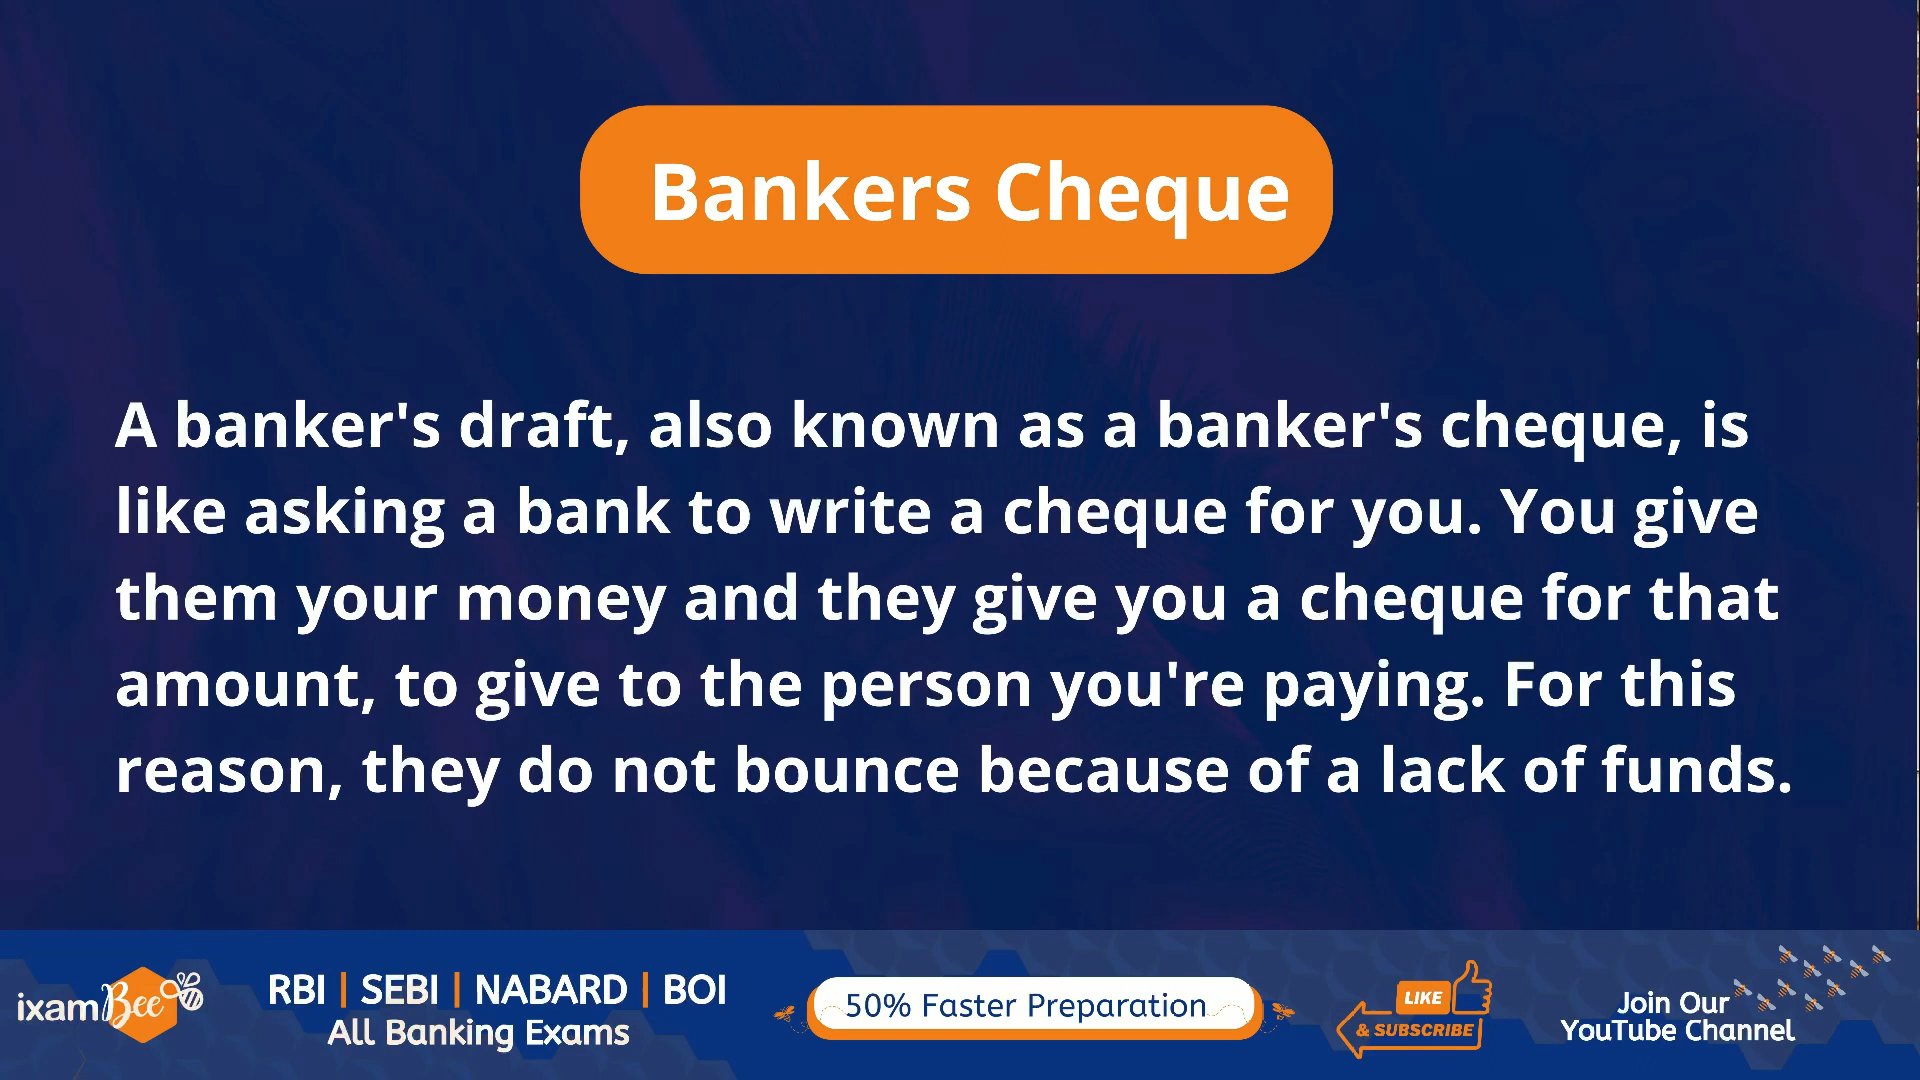 Bankers Cheque
A banker's draft, also known as a banker's cheque, is
like asking a bank to write a cheque for you. You give
them your money and they give you a cheque for that
amount, to give to the person you're paying. For this
reason, they do not bounce because of a lack of funds.
ixamBee
RBI | SEBI | NABARD | BOI
All Banking Exams
50% Faster Preparation
LIKE
& SUBSCRIBE
Join Our
YouTube Channel